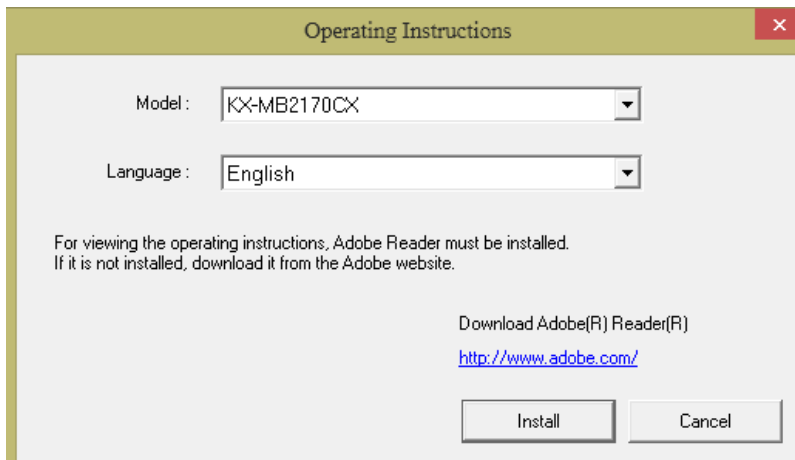 Operating Instructions
Model :
KX-MB2170CX
Language :
English
For viewing the operating instructions, Adobe Reader must be installed.
If it is not installed, download it from the Adobe website.
Download Adobe(R) Reader(R)
http://www.adobe.com/
Install
Cancel